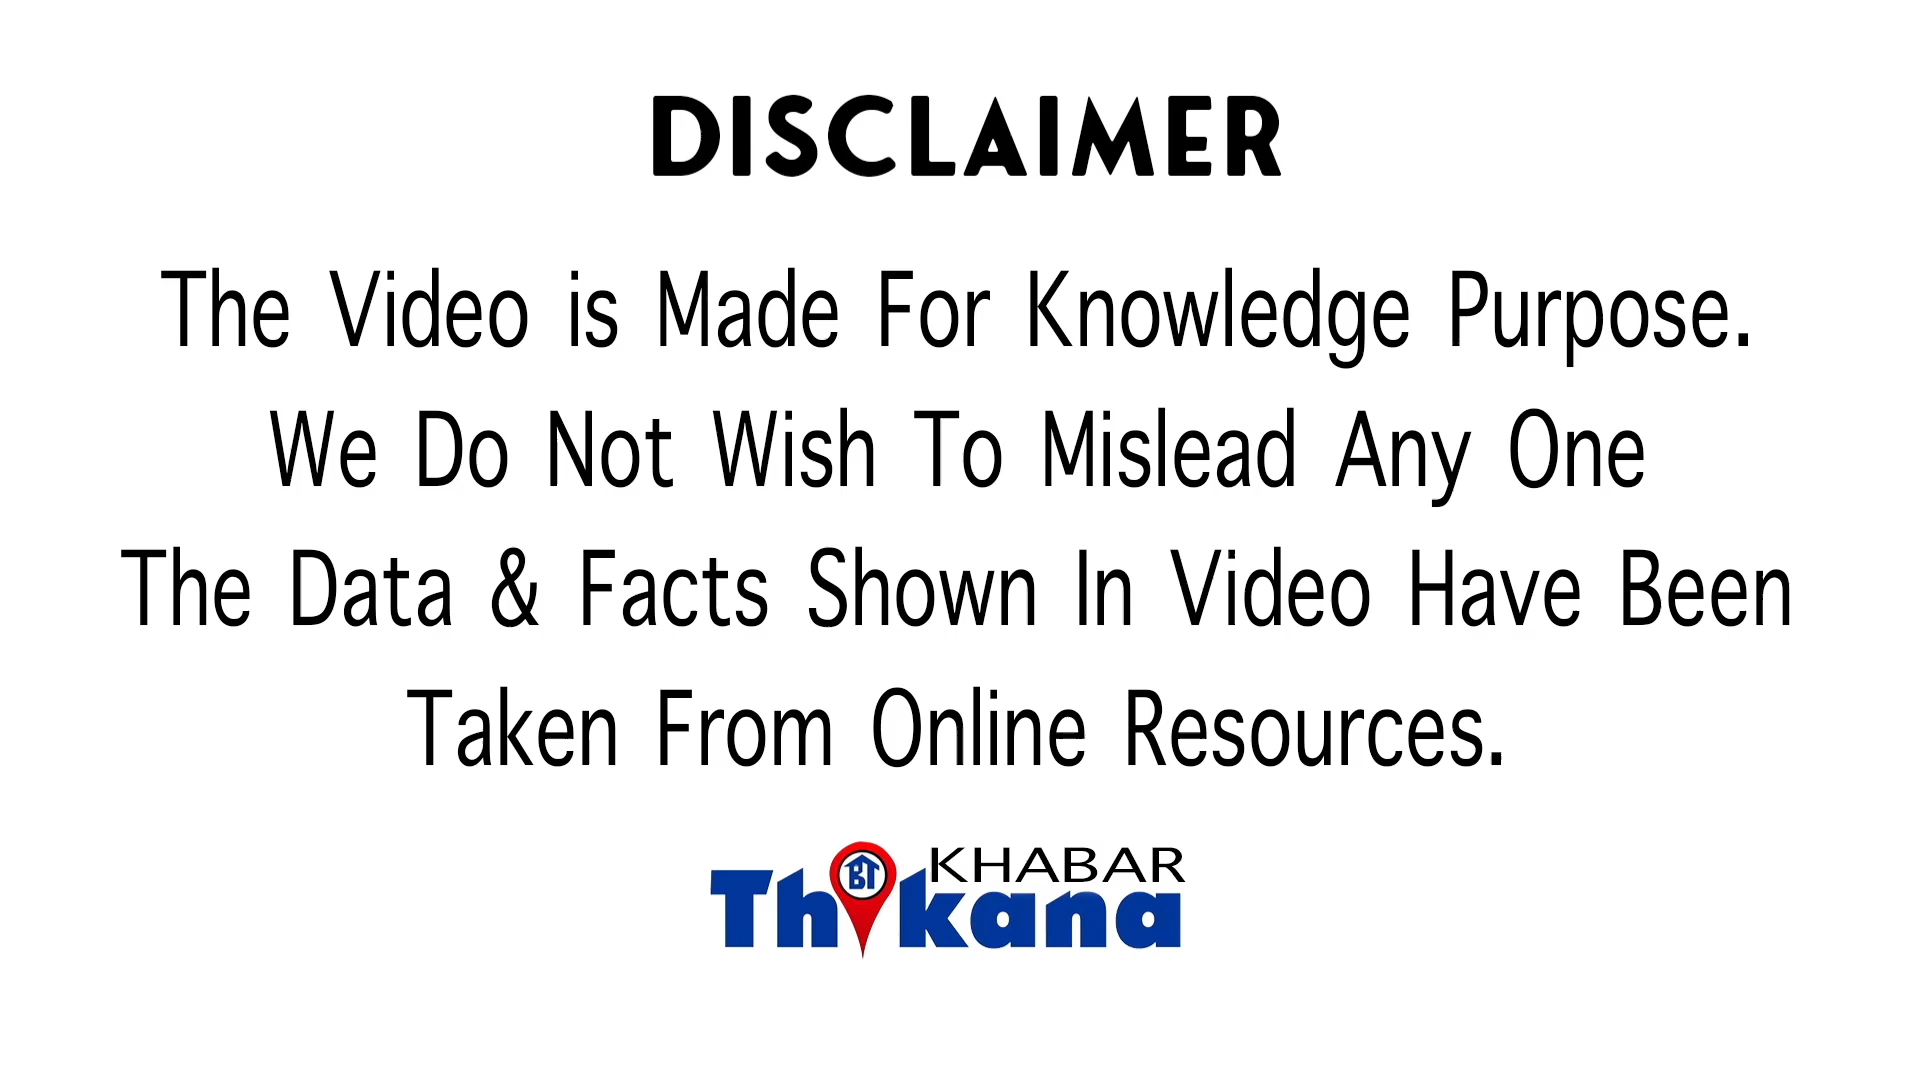 DISCLAIMER
The Video is Made For Knowledge Purpose.
We Do Not Wish To Mislead Any One
The Data & Facts Shown In Video Have Been
Taken From Online Resources.
KHABAR
BT
Thikana